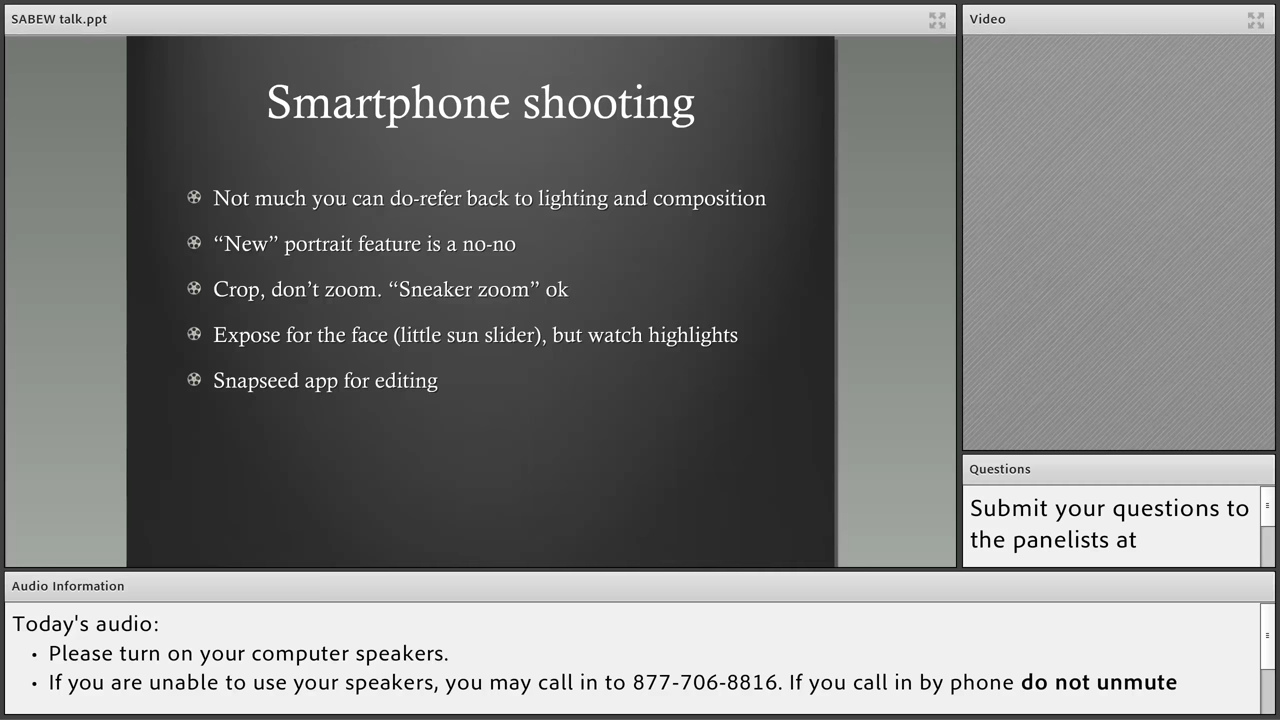 SABEW talk.ppt
Smartphone shooting
Not much you can do-refer back to lighting and composition
“New” portrait feature is a no-no
Crop, don’t zoom. “Sneaker zoom” ok
Expose for the face (little sun slider), but watch highlights
Snapseed app for editing
Video
Questions
Submit your questions to
the panelists at
Audio Information
Today's audio:
• Please turn on your computer speakers.
• If you are unable to use your speakers, you may call in to 877-706-8816. If you call in by phone do not unmute